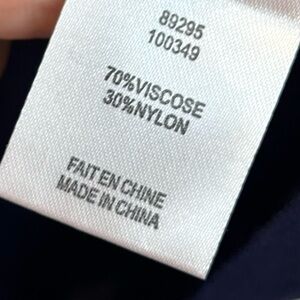 89295
100349
70%VISCOSE
30%NYLON
FAIT EN CHINE
MADE IN CHINA